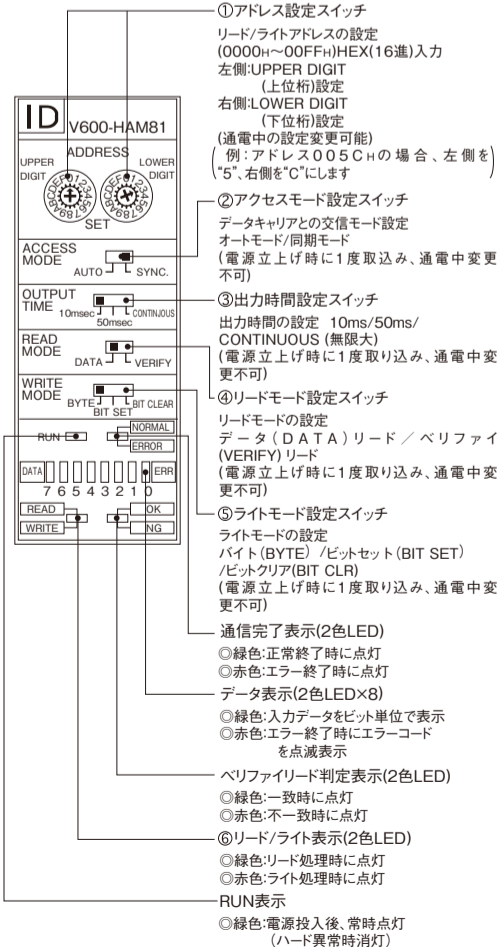 ①アドレス設定スイッチ
リード/ライトアドレスの設定
(0000H～00FFH)HEX(16進)入力
左側:UPPER DIGIT
(上位桁)設定
右側:LOWER DIGIT
(下位桁)設定
(通電中の設定変更可能)
(例:アドレス005CHの場合、左側を
"5"、右側を"C"にします)
ID
V600-HAM81
ADDRESS
UPPER DIGIT
LOWER DIGIT
0123456789ABCDEF
0123456789ABCDEF
SET
②アクセスモード設定スイッチ
データキャリアとの交信モード設定
オートモード/同期モード
(電源立上げ時に1度取込み、通電中変更
不可)
ACCESS
MODE
AUTO
SYNC.
OUTPUT
TIME
10msec
50msec
CONTINJOUS
③出力時間設定スイッチ
出力時間の設定 10ms/50ms/
CONTINUOUS (無限大)
(電源立上げ時に1度取り込み、通電中変
更不可)
READ
MODE
DATA
VERIFY
④リードモード設定スイッチ
リードモードの設定
データ(DATA)リード/ベリファイ
(VERIFY) リード
(電源立上げ時に1度取り込み、通電中変
更不可)
WRITE
MODE
BYTE
BIT SET
BIT CLEAR
RUN
NORMAL
ERROR
DATA
ERR
7 6 5 4 3 2 1 0
READ
WRITE
OK
NG
⑤ライトモード設定スイッチ
ライトモードの設定
バイト(BYTE) /ビットセット(BIT SET)
/ビットクリア(BIT CLR)
(電源立上げ時に1度取り込み、通電中変
更不可)
通信完了表示(2色LED)
◎緑色:正常終了時に点灯
◎赤色:エラー終了時に点灯
データ表示(2色LED×8)
◎緑色:入力データをビット単位で表示
◎赤色:エラー終了時にエラーコード
を点滅表示
ベリファイリード判定表示(2色LED)
◎緑色:一致時に点灯
◎赤色:不一致時に点灯
⑥リード/ライト表示(2色LED)
◎緑色:リード処理時に点灯
◎赤色:ライト処理時に点灯
RUN表示
◎緑色:電源投入後、常時点灯
(ハード異常時消灯)